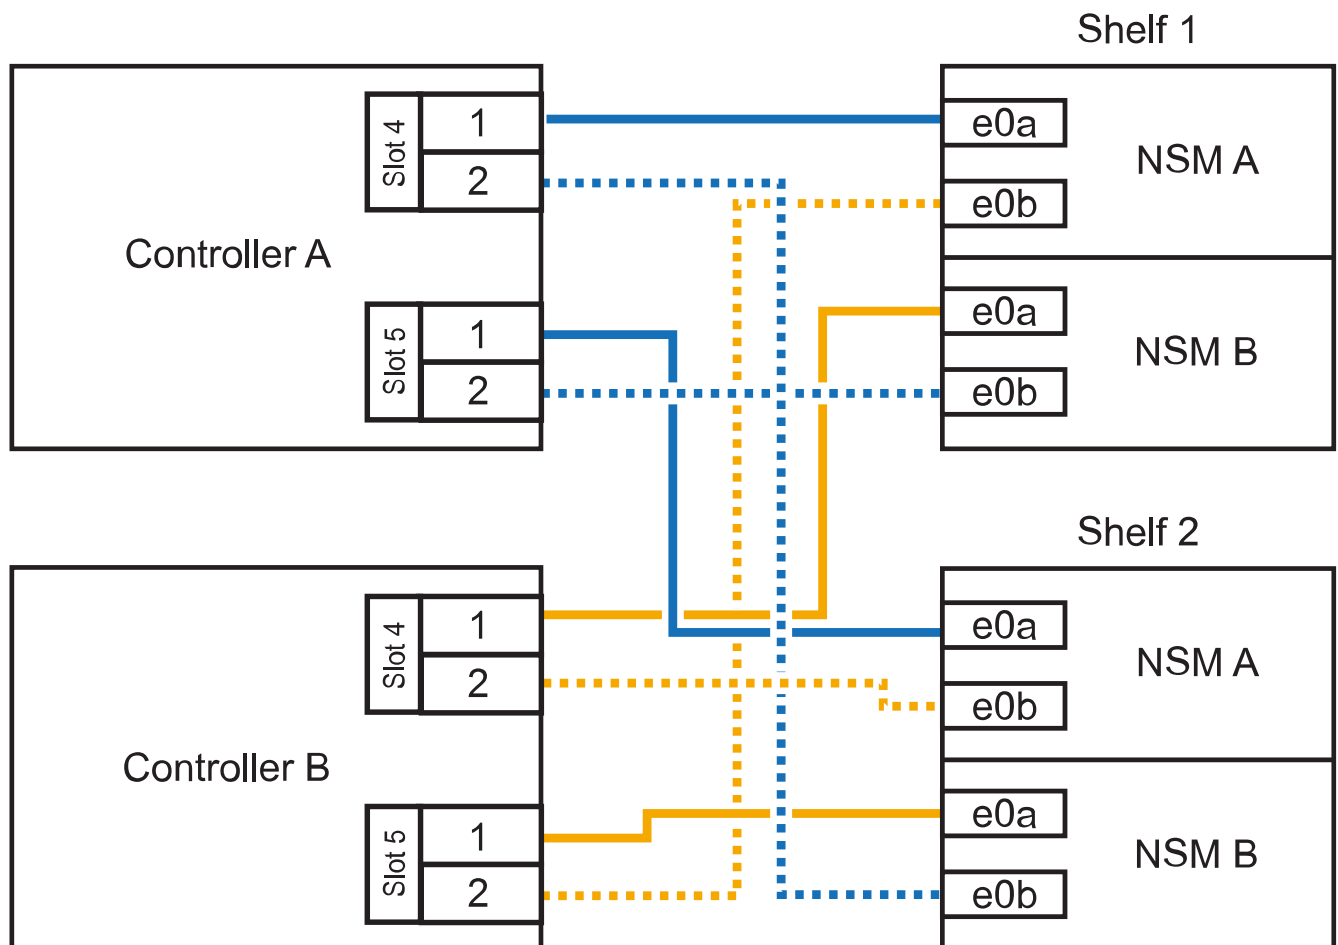 Shelf 1
Controller A
Slot 4
1
2
Slot 5
1
2
e0a
e0b
NSM A
e0a
e0b
NSM B
Shelf 2
Controller B
Slot 4
1
2
Slot 5
1
2
e0a
e0b
NSM A
e0a
e0b
NSM B